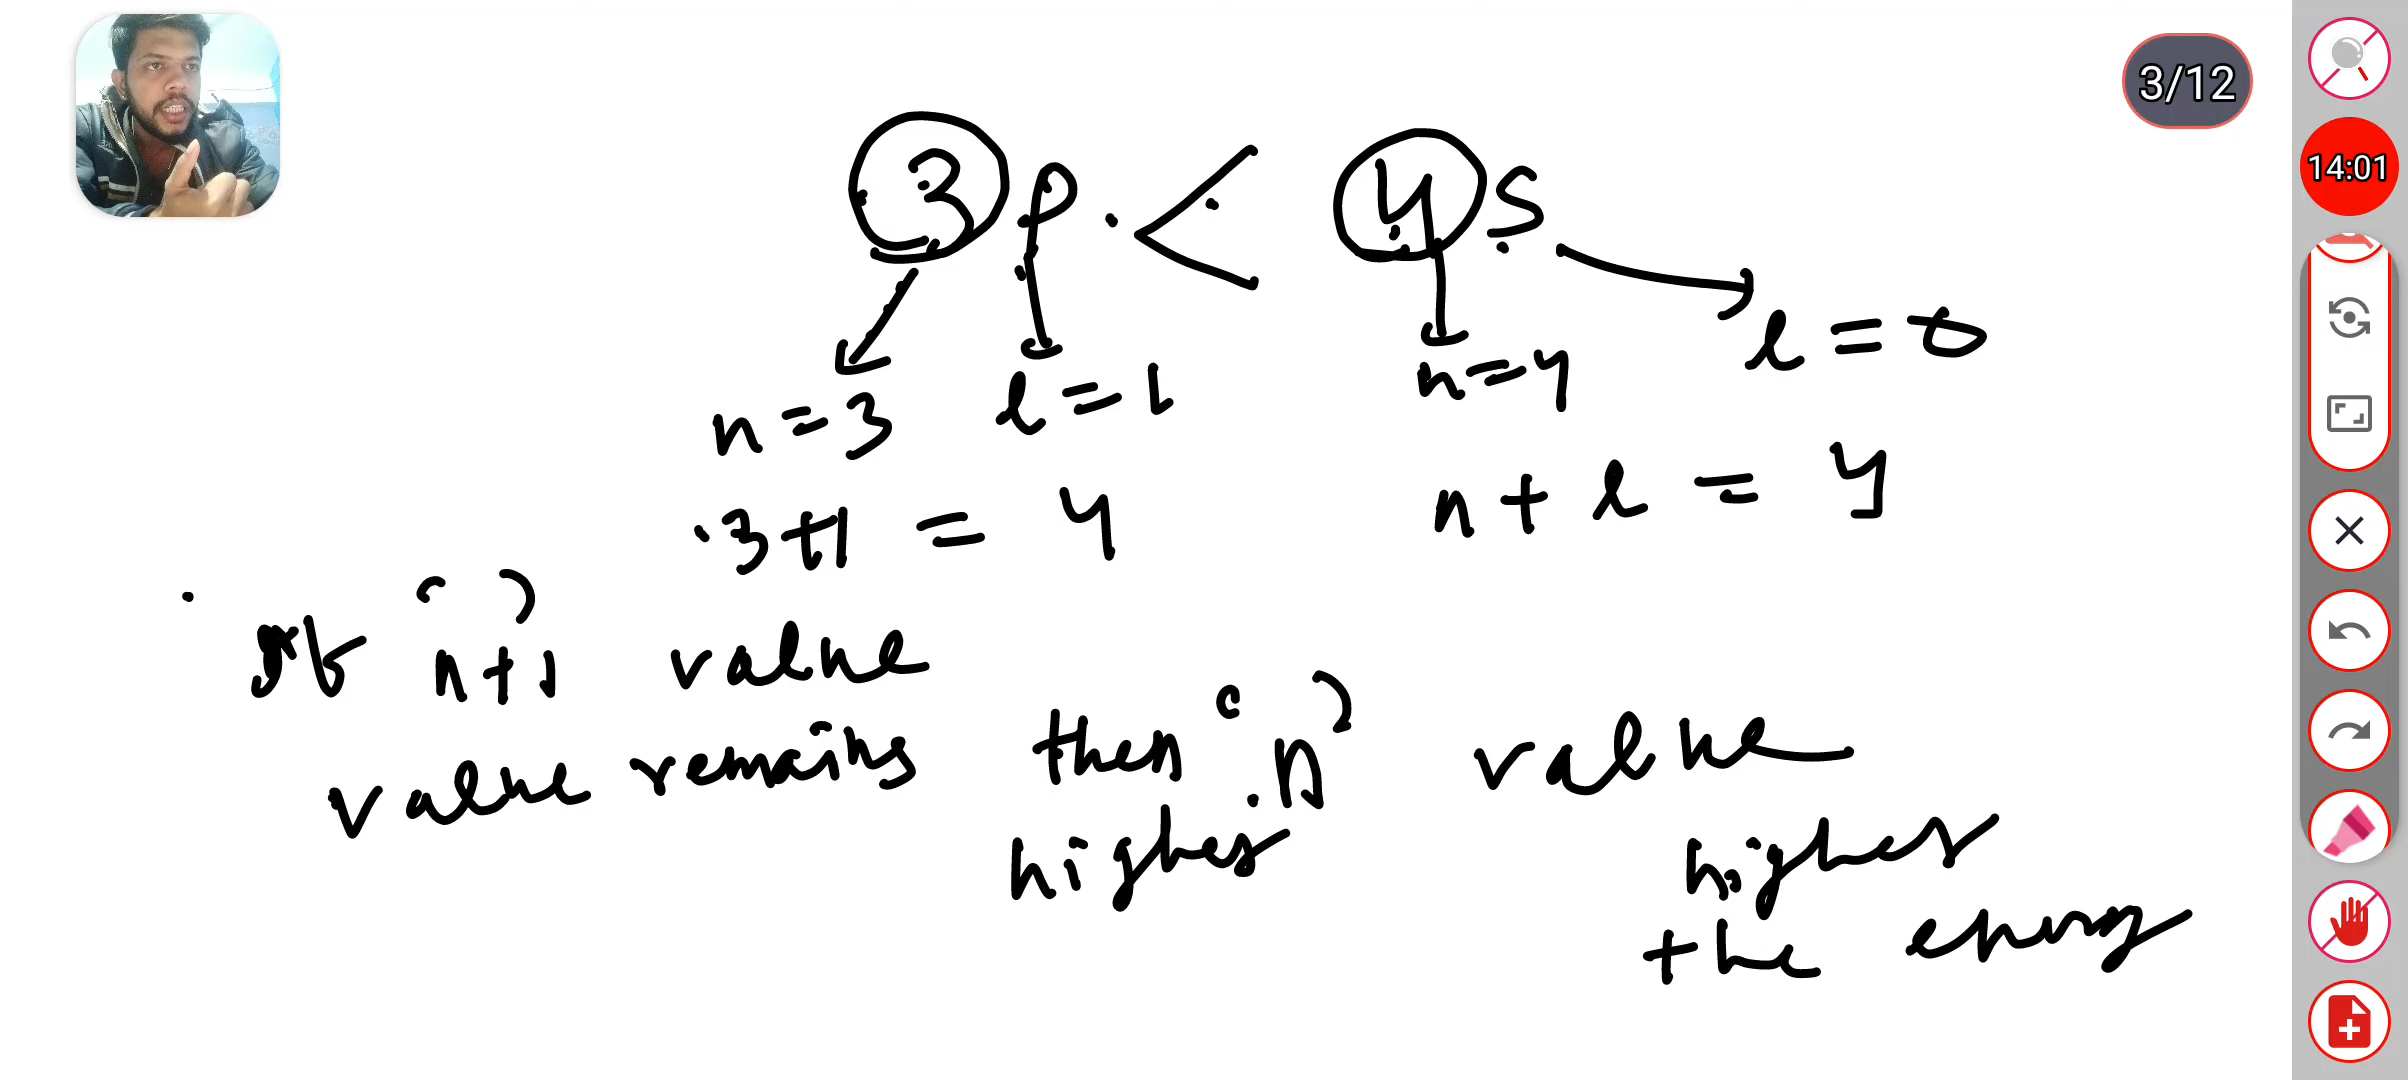 3/12
14:01
3p < 4s
l = 0
n = 3 l = 1 n = 4
3+1 = 4 n + l = 4
If "n+l" value
value remains then "n" value
higher higher
the energy